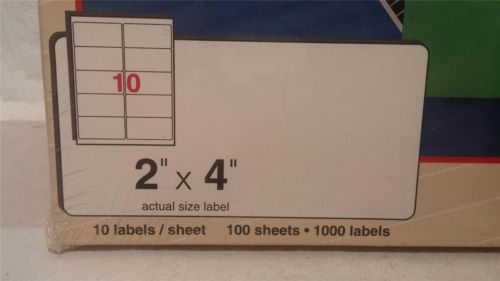 10
2" x 4"
actual size label
10 labels / sheet 100 sheets • 1000 labels